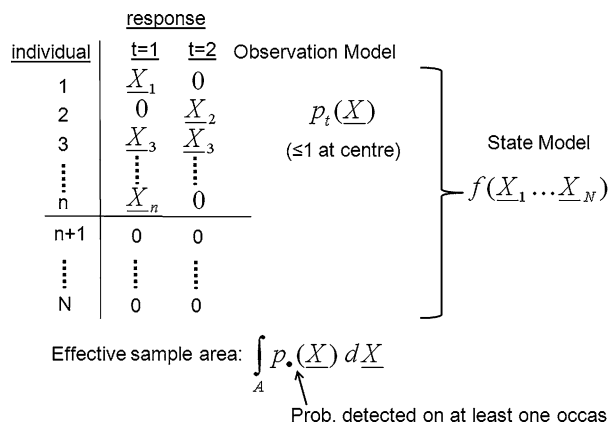 response
individual t=1 t=2 Observation Model
1 X₁ 0
2 0 X₂
3 X₃ X₃
n Xₙ 0
pₜ(X)
(≤1 at centre)
State Model
f(X₁...X_N)
n+1 0 0
N 0 0
Effective sample area: ∫_A p•(X) dX
Prob. detected on at least one occas